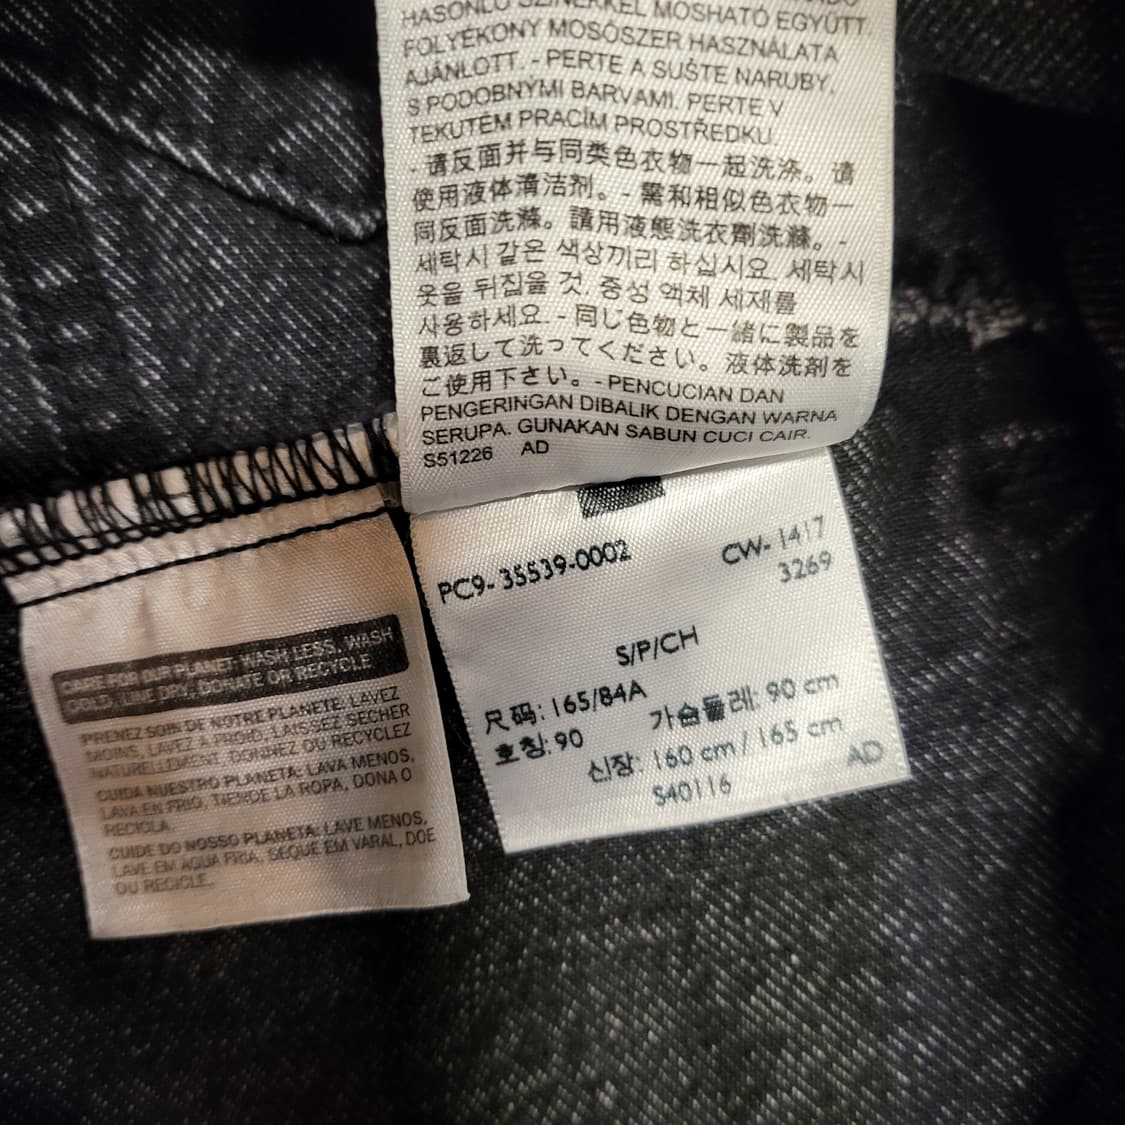 HASONLÓ SZÍNEKKEL MOSHATÓ EGYÜTT.
FOLYÉKONY MOSÓSZER HASZNÁLATA
AJÁNLOTT. - PERTE A SUŠTE NARUBY,
S PODOBNÝMI BARVAMI. PERTE V
TEKUTÉM PRACÍM PROSTŘEDKU.
- 请反面并与同类色衣物一起洗涤。请
使用液体清洁剂。- 需和相似色衣物一
同反面洗滌。請用液態洗衣劑洗滌。-
세탁시 같은 색상끼리 하십시요. 세탁시
옷을 뒤집을 것. 중성 액체 세제를
사용하세요. - 同じ色物と一緒に製品を
裏返して洗ってください。液体洗剤を
ご使用下さい。- PENCUCIAN DAN
PENGERINGAN DIBALIK DENGAN WARNA
SERUPA. GUNAKAN SABUN CUCI CAIR.
S51226 AD
PC9-35539-0002
CW-1417
3269
S/P/CH
尺码: 165/84A
호칭: 90 가슴둘레: 90 cm
신장: 160 cm / 165 cm
S40116 AD
CARE FOR OUR PLANET: WASH LESS, WASH
COLD, LINE DRY, DONATE OR RECYCLE
PRENEZ SOIN DE NOTRE PLANETE: LAVEZ
MOINS, LAVEZ A FROID, LAISSEZ SECHER
NATURELLEMENT, DONNEZ OU RECYCLEZ
CUIDA NUESTRO PLANETA: LAVA MENOS,
LAVA EN FRIO, TIENDE LA ROPA, DONA O
RECICLA.
CUIDE DO NOSSO PLANETA: LAVE MENOS,
LAVE EM AGUA FRIA, SEQUE EM VARAL, DOE
OU RECICLE.